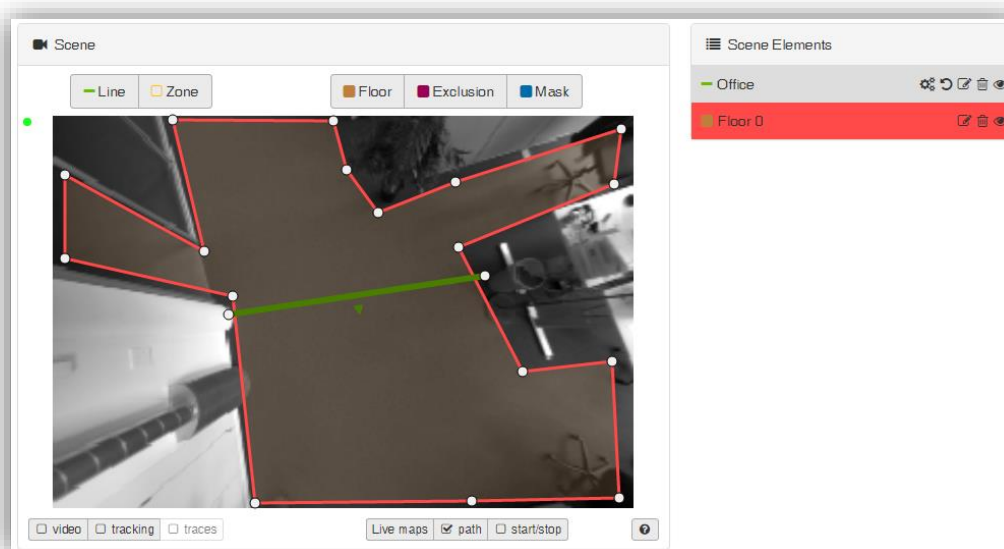 Scene
Line
Zone
Floor
Exclusion
Mask
video
tracking
traces
Live maps
path
start/stop
Scene Elements
Office
Floor 0